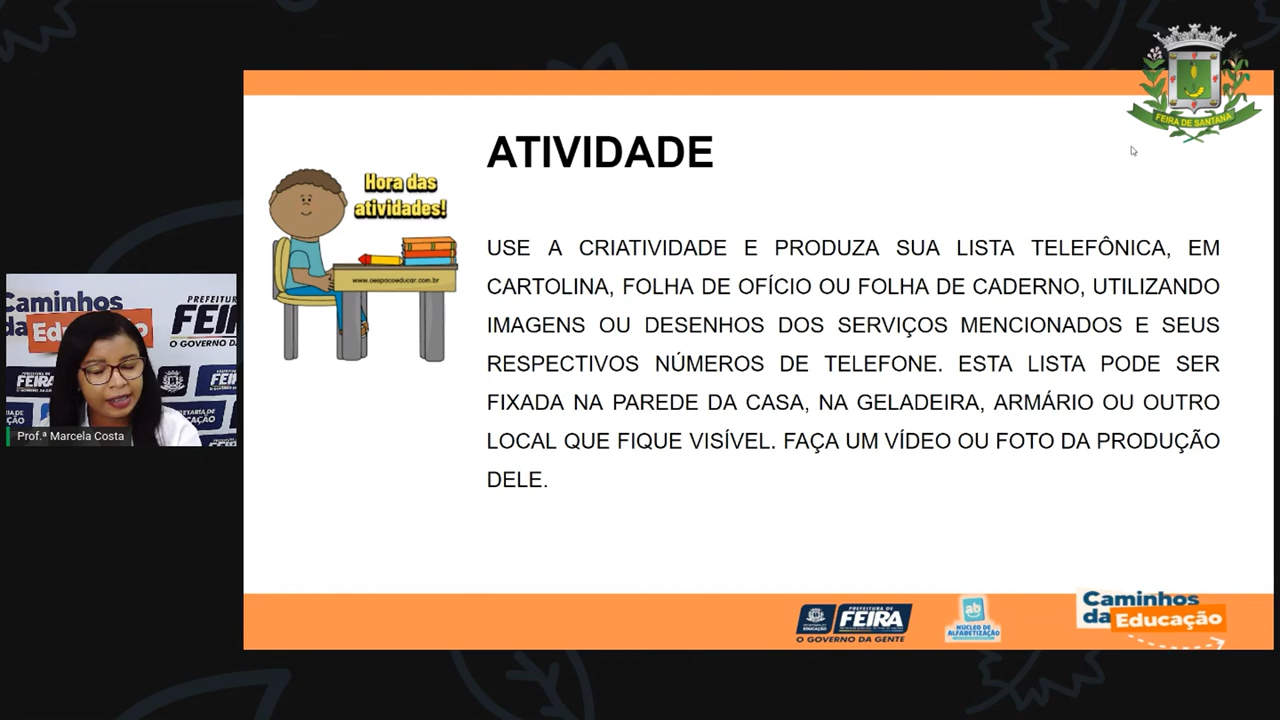 FEIRA DE SANTANA
ATIVIDADE
Hora das
atividades!
www.oespacoeducar.com.br
USE A CRIATIVIDADE E PRODUZA SUA LISTA TELEFÔNICA, EM
CARTOLINA, FOLHA DE OFÍCIO OU FOLHA DE CADERNO, UTILIZANDO
IMAGENS OU DESENHOS DOS SERVIÇOS MENCIONADOS E SEUS
RESPECTIVOS NÚMEROS DE TELEFONE. ESTA LISTA PODE SER
FIXADA NA PAREDE DA CASA, NA GELADEIRA, ARMÁRIO OU OUTRO
LOCAL QUE FIQUE VISÍVEL. FAÇA UM VÍDEO OU FOTO DA PRODUÇÃO
DELE.
Caminhos
da Edu
PREFEITU
FEI
O GOVERNO DA
FEIRA
Prof.ª Marcela Costa
EDUCAÇÃO
PREFEITURA DE
FEIRA
O GOVERNO DA GENTE
ab
NÚCLEO DE
ALFABETIZAÇÃO
Caminhos
da Educação